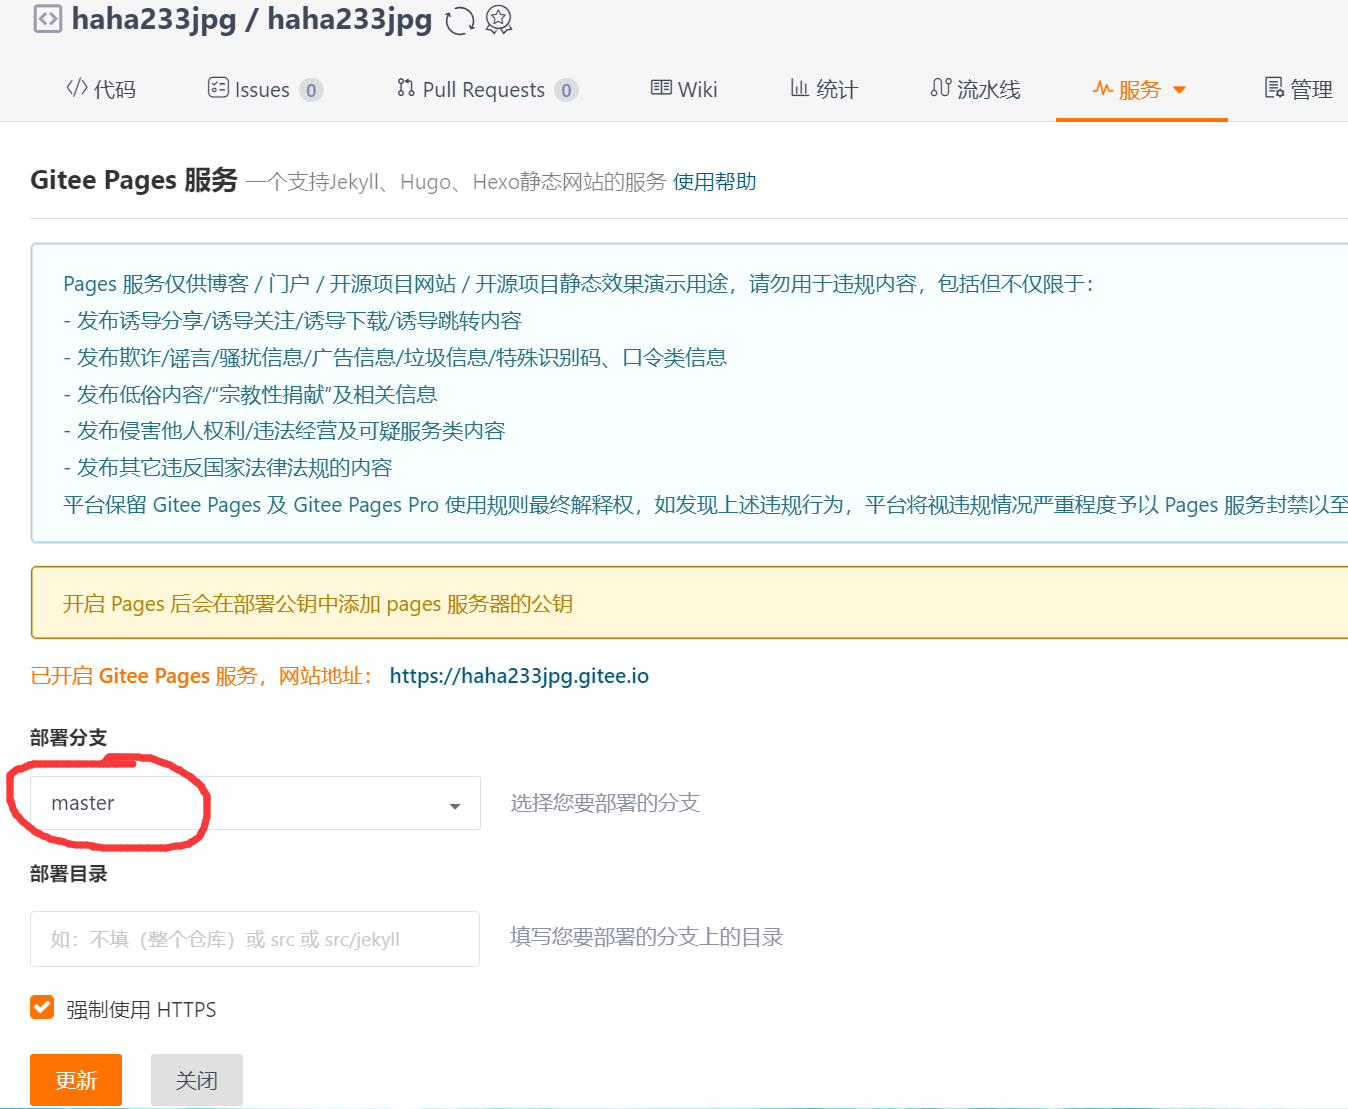 haha233jpg / haha233jpg
代码 Issues 0 Pull Requests 0 Wiki 统计 流水线 服务 管理
Gitee Pages 服务 一个支持Jekyll、Hugo、Hexo静态网站的服务 使用帮助
Pages 服务仅供博客 / 门户 / 开源项目网站 / 开源项目静态效果演示用途，请勿用于违规内容，包括但不仅限于：
- 发布诱导分享/诱导关注/诱导下载/诱导跳转内容
- 发布欺诈/谣言/骚扰信息/广告信息/垃圾信息/特殊识别码、口令类信息
- 发布低俗内容/“宗教性捐献”及相关信息
- 发布侵害他人权利/违法经营及可疑服务类内容
- 发布其它违反国家法律法规的内容
平台保留 Gitee Pages 及 Gitee Pages Pro 使用规则最终解释权，如发现上述违规行为，平台将视违规情况严重程度予以 Pages 服务封禁以至
开启 Pages 后会在部署公钥中添加 pages 服务器的公钥
已开启 Gitee Pages 服务，网站地址： https://haha233jpg.gitee.io
部署分支
master 选择您要部署的分支
部署目录
如：不填（整个仓库）或 src 或 src/jekyll 填写您要部署的分支上的目录
强制使用 HTTPS
更新 关闭